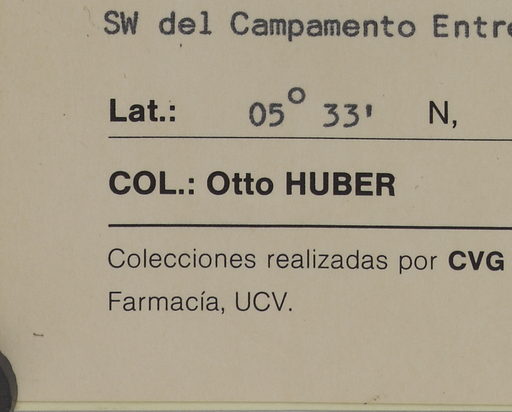 SW del Campamento Entre
Lat.: 05° 33' N,
COL.: Otto HUBER
Colecciones realizadas por CVG
Farmacía, UCV.